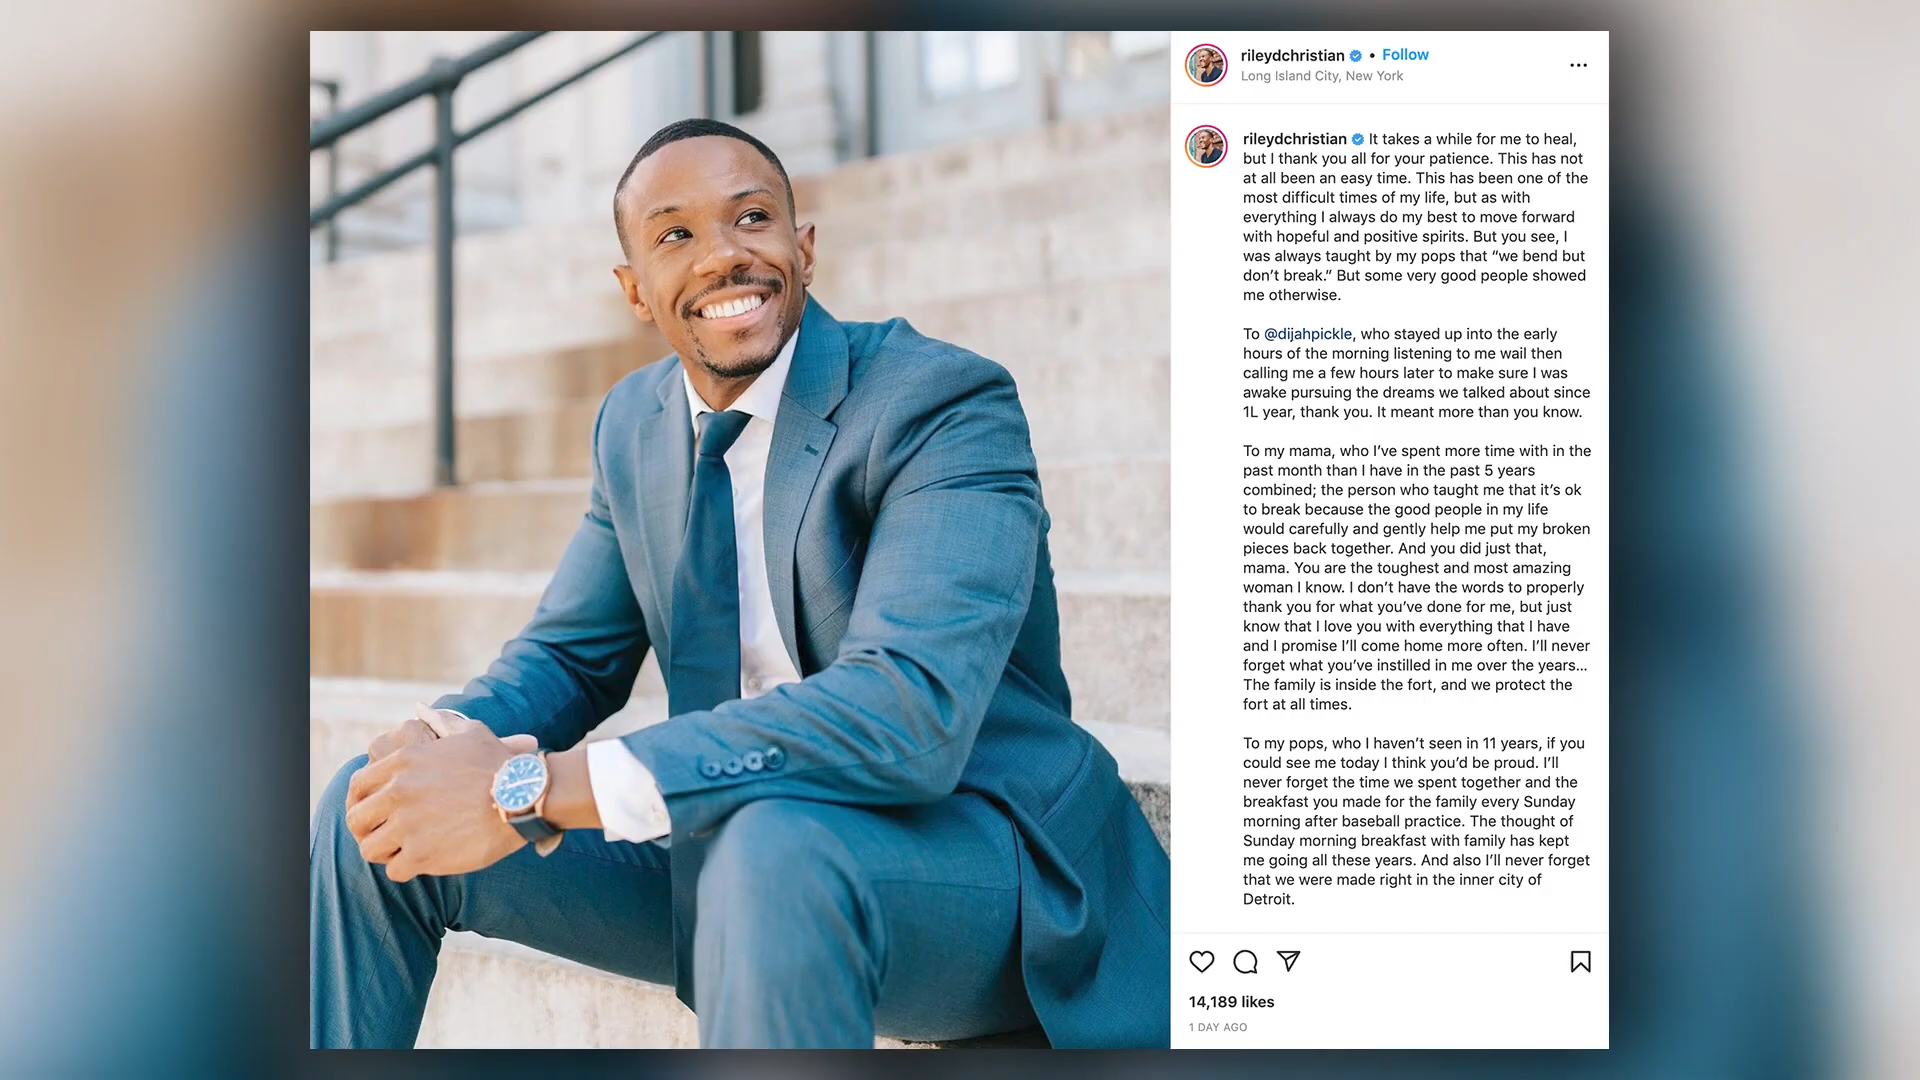 rileydchristian • Follow
Long Island City, New York
rileydchristian It takes a while for me to heal,
but I thank you all for your patience. This has not
at all been an easy time. This has been one of the
most difficult times of my life, but as with
everything I always do my best to move forward
with hopeful and positive spirits. But you see, I
was always taught by my pops that “we bend but
don’t break.” But some very good people showed
me otherwise.
To @dijahpickle, who stayed up into the early
hours of the morning listening to me wail then
calling me a few hours later to make sure I was
awake pursuing the dreams we talked about since
1L year, thank you. It meant more than you know.
To my mama, who I’ve spent more time with in the
past month than I have in the past 5 years
combined; the person who taught me that it’s ok
to break because the good people in my life
would carefully and gently help me put my broken
pieces back together. And you did just that,
mama. You are the toughest and most amazing
woman I know. I don’t have the words to properly
thank you for what you’ve done for me, but just
know that I love you with everything that I have
and I promise I’ll come home more often. I’ll never
forget what you’ve instilled in me over the years...
The family is inside the fort, and we protect the
fort at all times.
To my pops, who I haven’t seen in 11 years, if you
could see me today I think you’d be proud. I’ll
never forget the time we spent together and the
breakfast you made for the family every Sunday
morning after baseball practice. The thought of
Sunday morning breakfast with family has kept
me going all these years. And also I’ll never forget
that we were made right in the inner city of
Detroit.
14,189 likes
1 DAY AGO